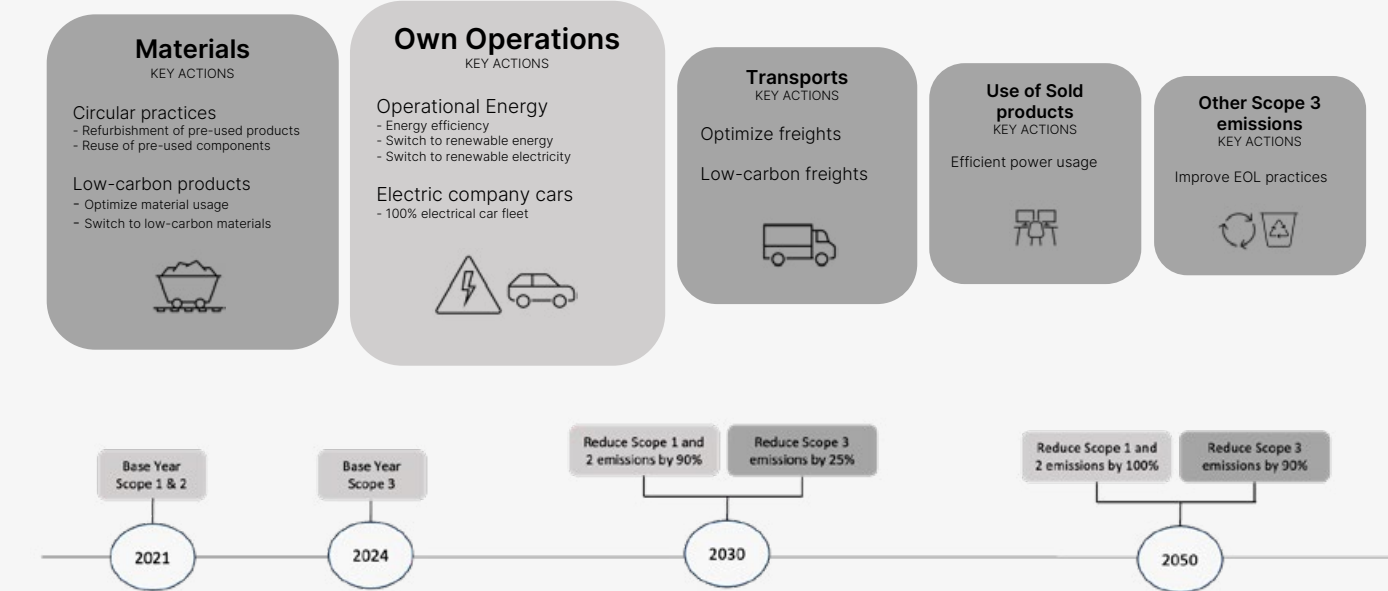 Materials
KEY ACTIONS
Circular practices
- Refurbishment of pre-used products
- Reuse of pre-used components
Low-carbon products
- Optimize material usage
- Switch to low-carbon materials
Own Operations
KEY ACTIONS
Operational Energy
- Energy efficiency
- Switch to renewable energy
- Switch to renewable electricity
Electric company cars
- 100% electrical car fleet
Transports
KEY ACTIONS
Optimize freights
Low-carbon freights
Use of Sold
products
KEY ACTIONS
Efficient power usage
Other Scope 3
emissions
KEY ACTIONS
Improve EOL practices
Base Year
Scope 1 & 2
2021
Base Year
Scope 3
2024
Reduce Scope 1 and
2 emissions by 90%
Reduce Scope 3
emissions by 25%
2030
Reduce Scope 1 and
2 emissions by 100%
Reduce Scope 3
emissions by 90%
2050